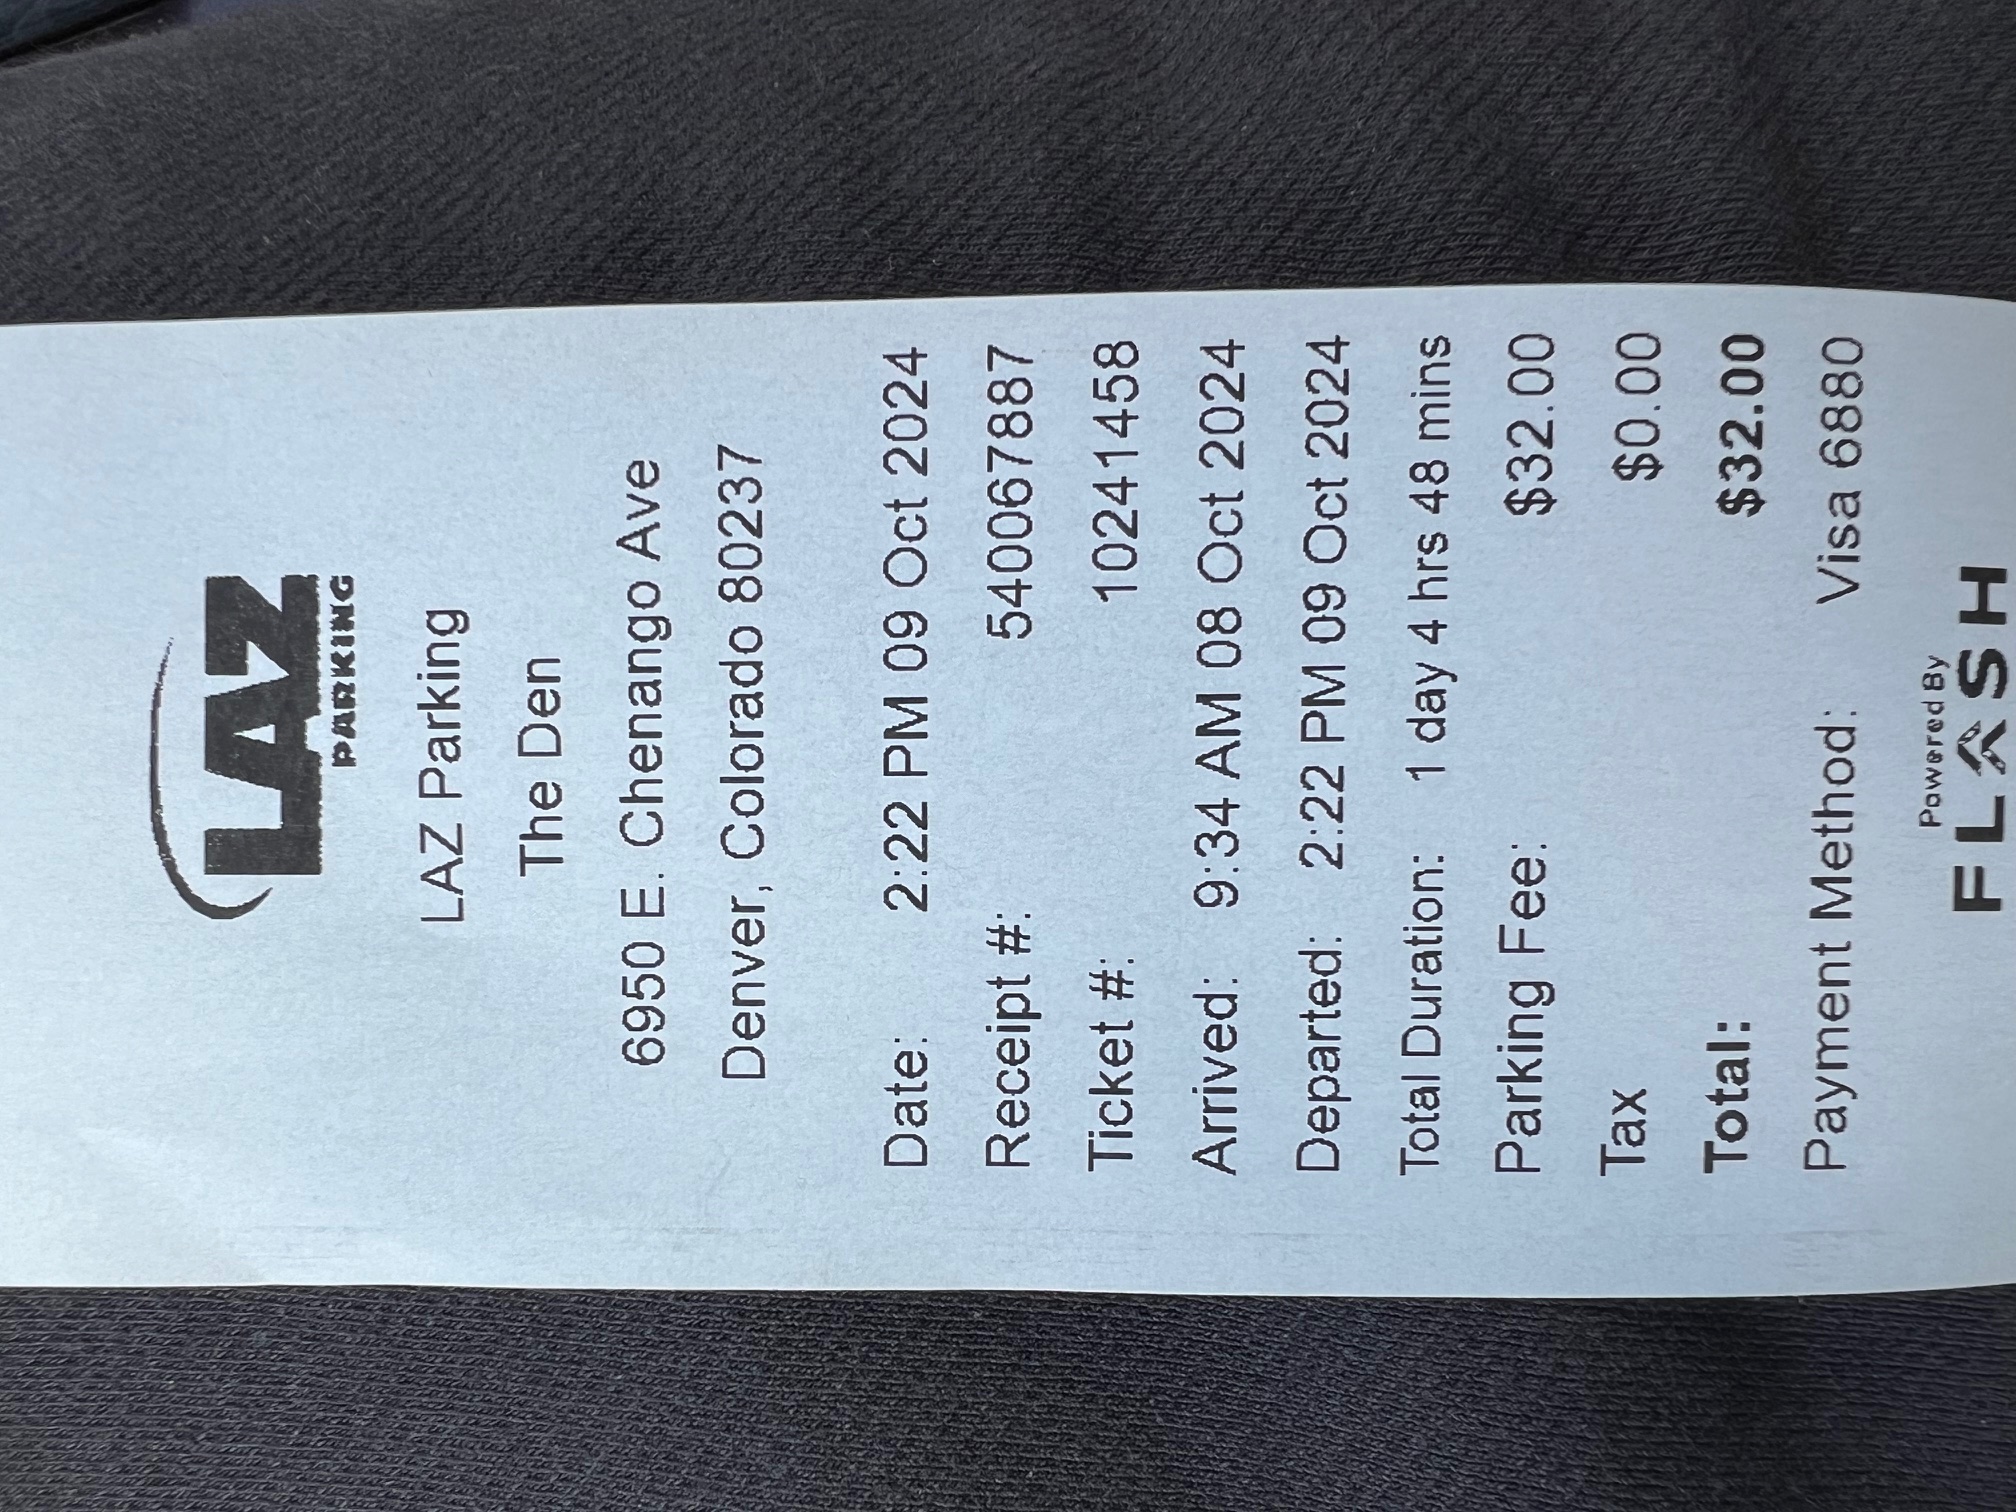 LAZ
PARKING
LAZ Parking
The Den
6950 E. Chenango Ave
Denver, Colorado 80237
Date: 2:22 PM 09 Oct 2024
Receipt #: 540067887
Ticket #: 10241458
Arrived: 9:34 AM 08 Oct 2024
Departed: 2:22 PM 09 Oct 2024
Total Duration: 1 day 4 hrs 48 mins
Parking Fee: $32.00
Tax $0.00
Total: $32.00
Payment Method: Visa 6880
Powered By
FLASH